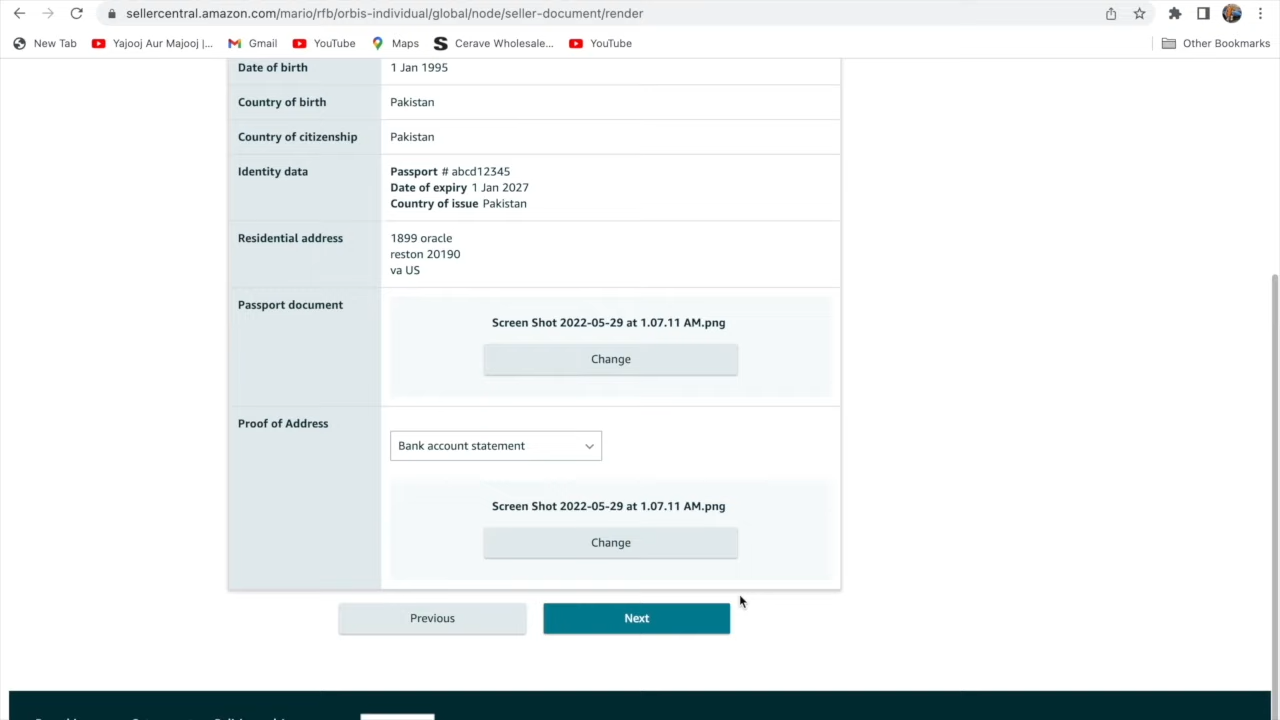 sellercentral.amazon.com/mario/rfb/orbis-individual/global/node/seller-document/render
New Tab Yajooj Aur Majooj |... Gmail YouTube Maps Cerave Wholesale... YouTube Other Bookmarks
Date of birth 1 Jan 1995
Country of birth Pakistan
Country of citizenship Pakistan
Identity data Passport # abcd12345
Date of expiry 1 Jan 2027
Country of issue Pakistan
Residential address 1899 oracle
reston 20190
va US
Passport document
Screen Shot 2022-05-29 at 1.07.11 AM.png
Change
Proof of Address
Bank account statement
Screen Shot 2022-05-29 at 1.07.11 AM.png
Change
Previous Next